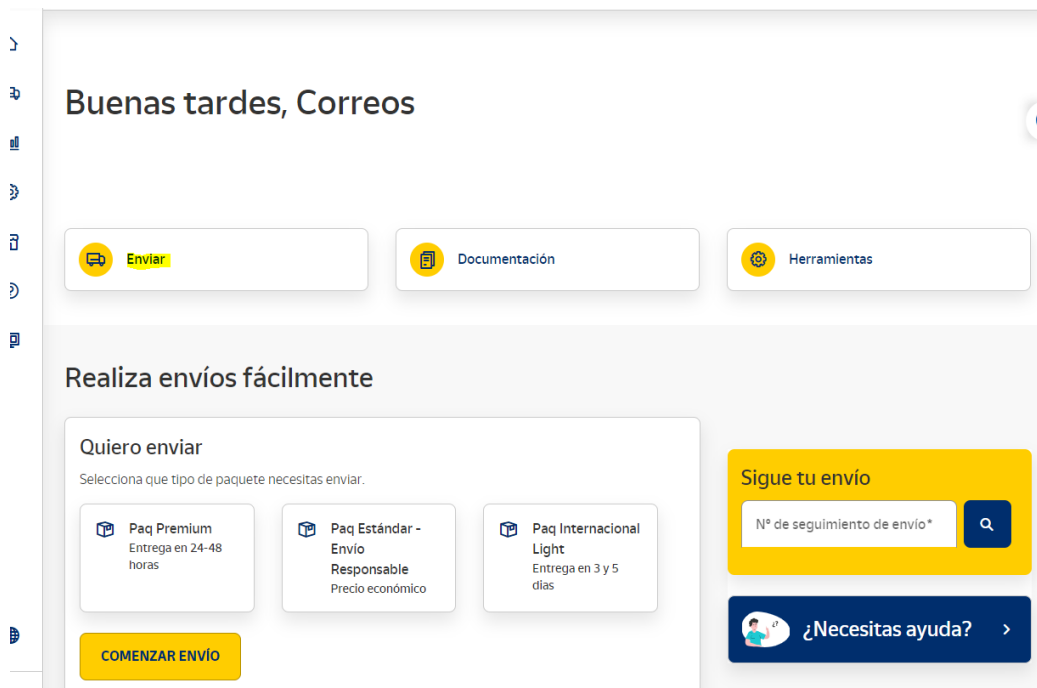 Buenas tardes, Correos
Enviar
Documentación
Herramientas
Realiza envíos fácilmente
Quiero enviar
Selecciona que tipo de paquete necesitas enviar.
Paq Premium
Entrega en 24-48
horas
Paq Estándar -
Envío
Responsable
Precio económico
Paq Internacional
Light
Entrega en 3 y 5
dias
COMENZAR ENVÍO
Sigue tu envío
Nº de seguimiento de envío*
¿Necesitas ayuda?